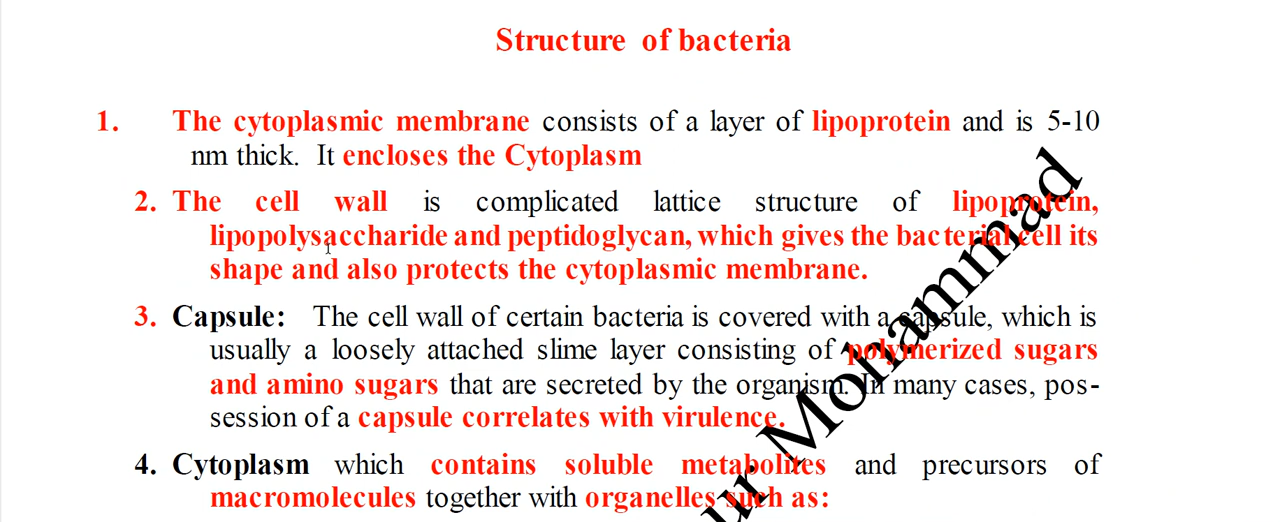 Structure of bacteria
1. The cytoplasmic membrane consists of a layer of lipoprotein and is 5-10
nm thick. It encloses the Cytoplasm
2. The cell wall is complicated lattice structure of lipoprotein,
lipopolysaccharide and peptidoglycan, which gives the bacterial cell its
shape and also protects the cytoplasmic membrane.
3. Capsule: The cell wall of certain bacteria is covered with a capsule, which is
usually a loosely attached slime layer consisting of polymerized sugars
and amino sugars that are secreted by the organism. In many cases, pos-
session of a capsule correlates with virulence.
4. Cytoplasm which contains soluble metabolites and precursors of
macromolecules together with organelles such as:
Mohammad